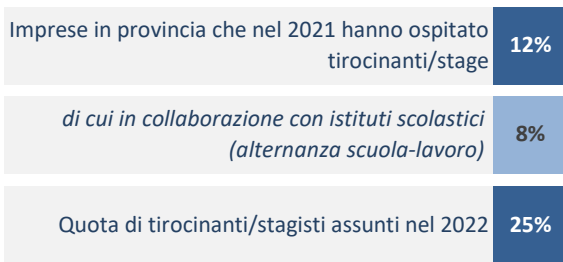 Imprese in provincia che nel 2021 hanno ospitato
tirocinanti/stage
12%
di cui in collaborazione con istituti scolastici
(alternanza scuola-lavoro)
8%
Quota di tirocinanti/stagisti assunti nel 2022
25%